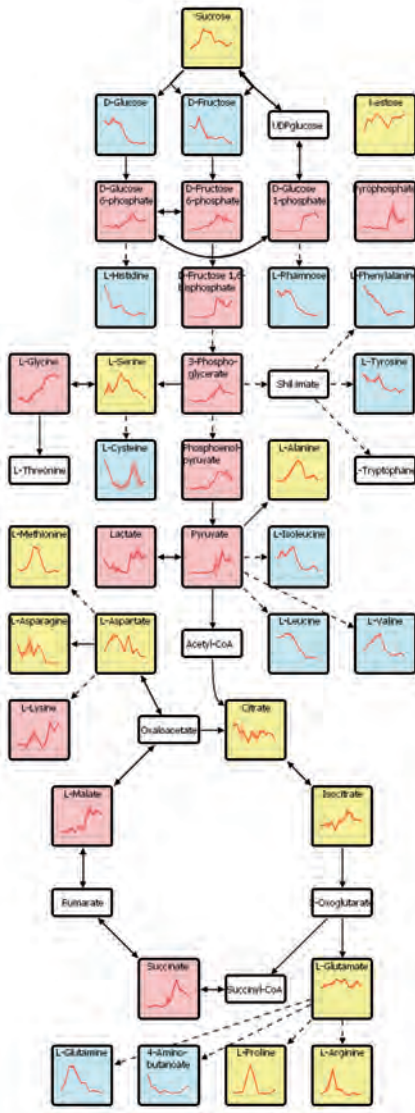 Sucrose
D-Glucose
D-Fructose
UDPglucose
D-Glucose
6-phosphate
D-Fructose
6-phosphate
D-Glucose
1-phosphate
Pyrophosphate
L-Histidine
D-Fructose 1,6-
bisphosphate
L-Rhamnose
L-Phenylalanine
L-Glycine
L-Serine
3-Phospho-
glycerate
Shikimate
L-Tyrosine
L-Threonine
L-Cysteine
Phosphoenol-
pyruvate
L-Alanine
-Tryptophane
L-Methionine
Lactate
Pyruvate
L-Isoleucine
L-Asparagine
L-Aspartate
Acetyl-CoA
L-Leucine
L-Valine
L-Lysine
Oxaloacetate
Citrate
L-Malate
Isocitrate
Fumarate
-Oxoglutarate
Succinate
Succinyl-CoA
L-Glutamate
L-Glutamine
4-Amino-
butanoate
L-Proline
L-Arginine